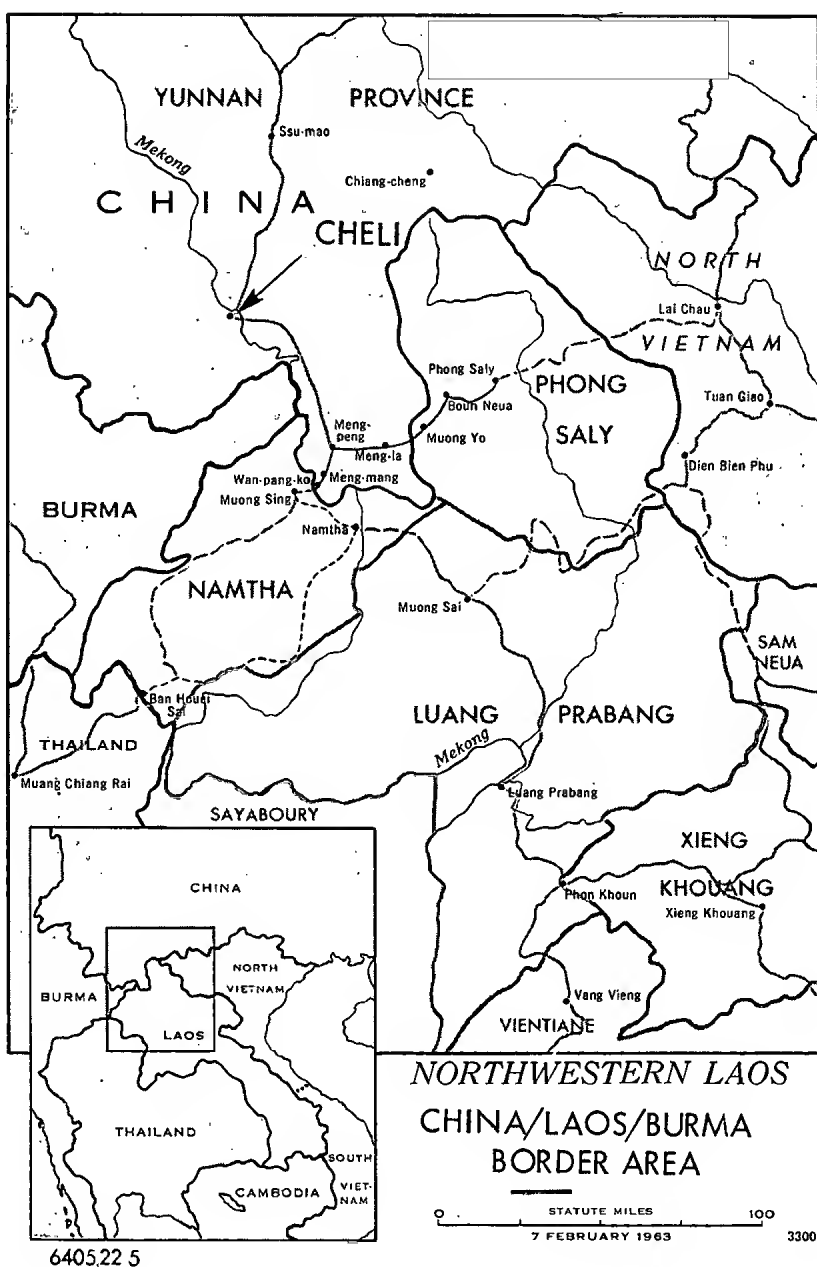 YUNNAN PROVINCE
Ssu-mao
Mekong
Chiang-cheng
CHINA
CHELI
NORTH
Lai Chau
VIETNAM
Phong Saly
PHONG
SALY
Boun Neua
Tuan Giao
Meng-
peng
Muong Yo
Meng-la
Dien Bien Phu
Wan-pang-ko
Meng-mang
Muong Sing
BURMA
Namtha
NAMTHA
Muong Sai
SAM
NEUA
Ban Houei
Sai
LUANG PRABANG
THAILAND
Mekong
Muang Chiang Rai
Luang Prabang
SAYABOURY
XIENG
KHOUANG
Phon Khoun
Xieng Khouang
Vang Vieng
VIENTIANE
CHINA
NORTH
VIETNAM
BURMA
LAOS
THAILAND
SOUTH
VIET-
NAM
CAMBODIA
NORTHWESTERN LAOS
CHINA/LAOS/BURMA
BORDER AREA
0 STATUTE MILES 100
7 FEBRUARY 1963
3300
6405.22 5